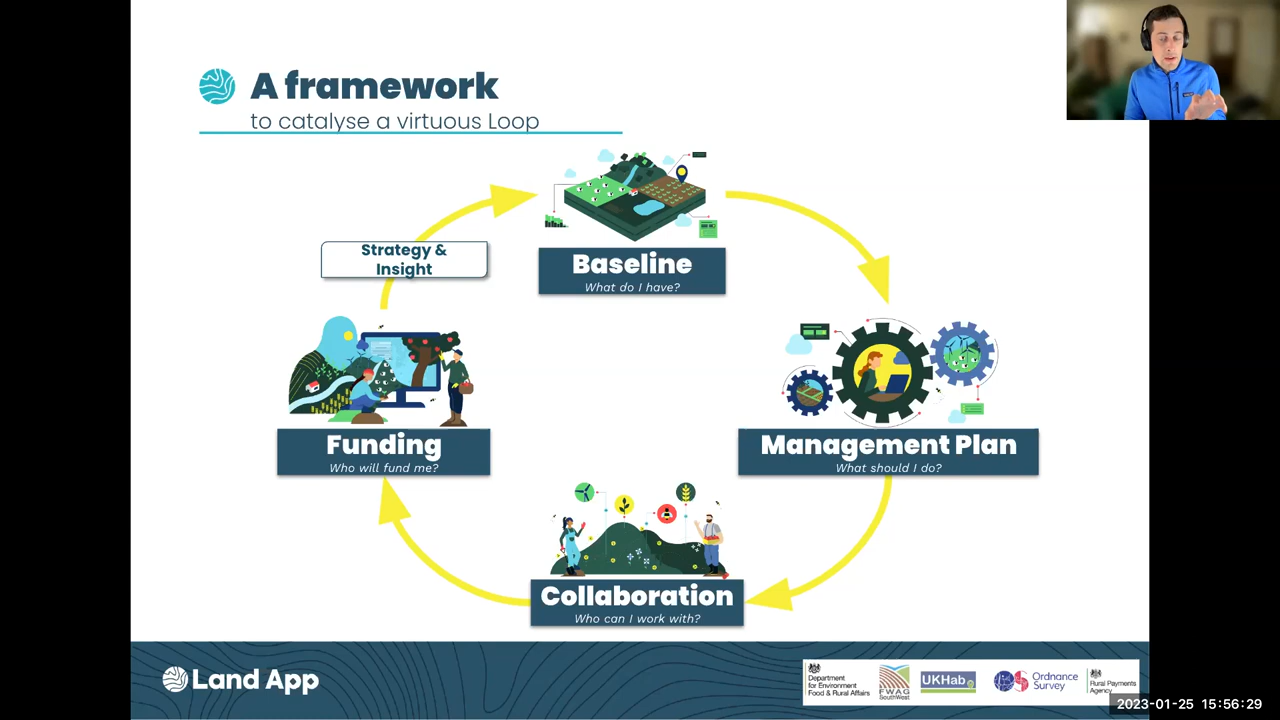 A framework
to catalyse a virtuous Loop
Strategy &
Insight
Baseline
What do I have?
Funding
Who will fund me?
Management Plan
What should I do?
Collaboration
Who can I work with?
Land App
Department
for Environment
Food & Rural Affairs
FWAG
SouthWest
UKHab
Ordnance
Survey
Rural Payments
Agency
2023-01-25 15:56:29